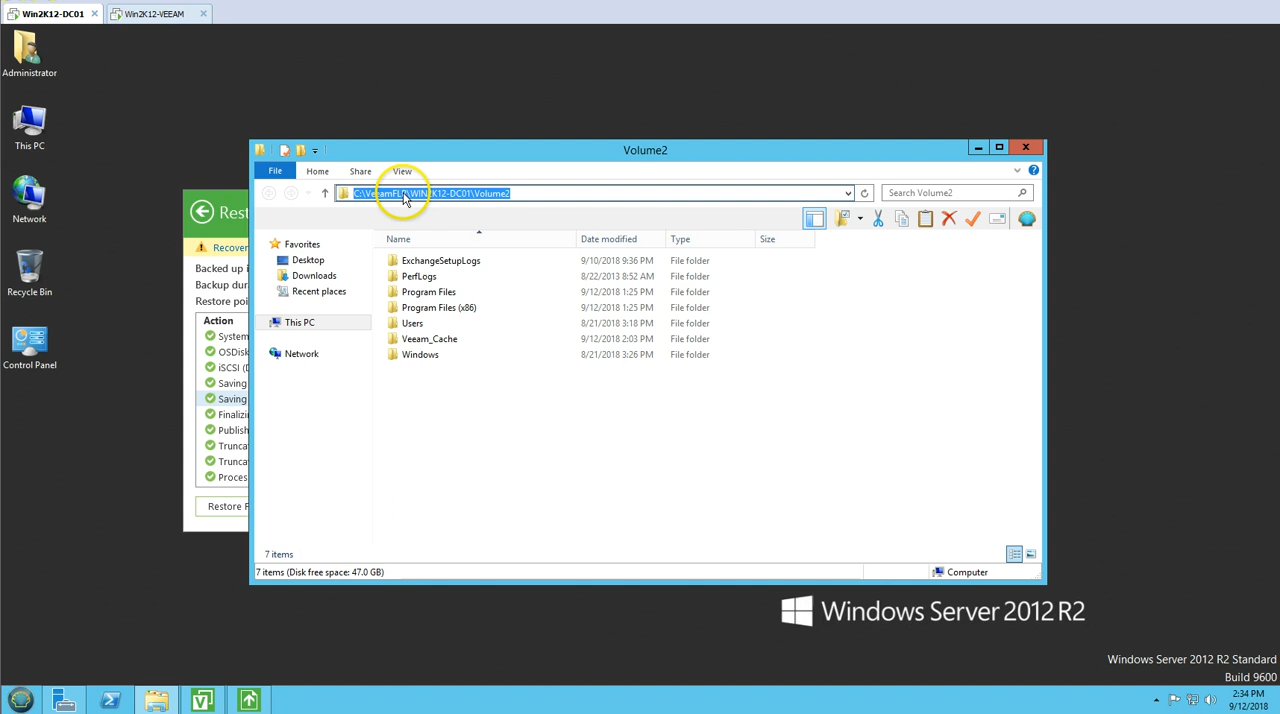 Win2K12-DC01
Win2K12-VEEAM
Administrator
This PC
Network
Recycle Bin
Control Panel
Volume2
File Home Share View
C:\VeeamFLR\WIN2K12-DC01\Volume2
Search Volume2
Name Date modified Type Size
Favorites
Desktop
Downloads
Recent places
This PC
Network
ExchangeSetupLogs 9/10/2018 9:36 PM File folder
PerfLogs 8/22/2013 8:52 AM File folder
Program Files 9/12/2018 1:25 PM File folder
Program Files (x86) 9/12/2018 1:25 PM File folder
Users 8/21/2018 3:18 PM File folder
Veeam_Cache 9/12/2018 2:03 PM File folder
Windows 8/21/2018 3:26 PM File folder
7 items
7 items (Disk free space: 47.0 GB)
Computer
Rest
Recover
Backed up i
Backup dur
Restore poi
Action
System
OSDisk
iSCSI (
Saving
Saving
Finalizi
Publish
Trunca
Trunca
Proces
Restore F
Windows Server 2012 R2
Windows Server 2012 R2 Standard
Build 9600
2:34 PM
9/12/2018